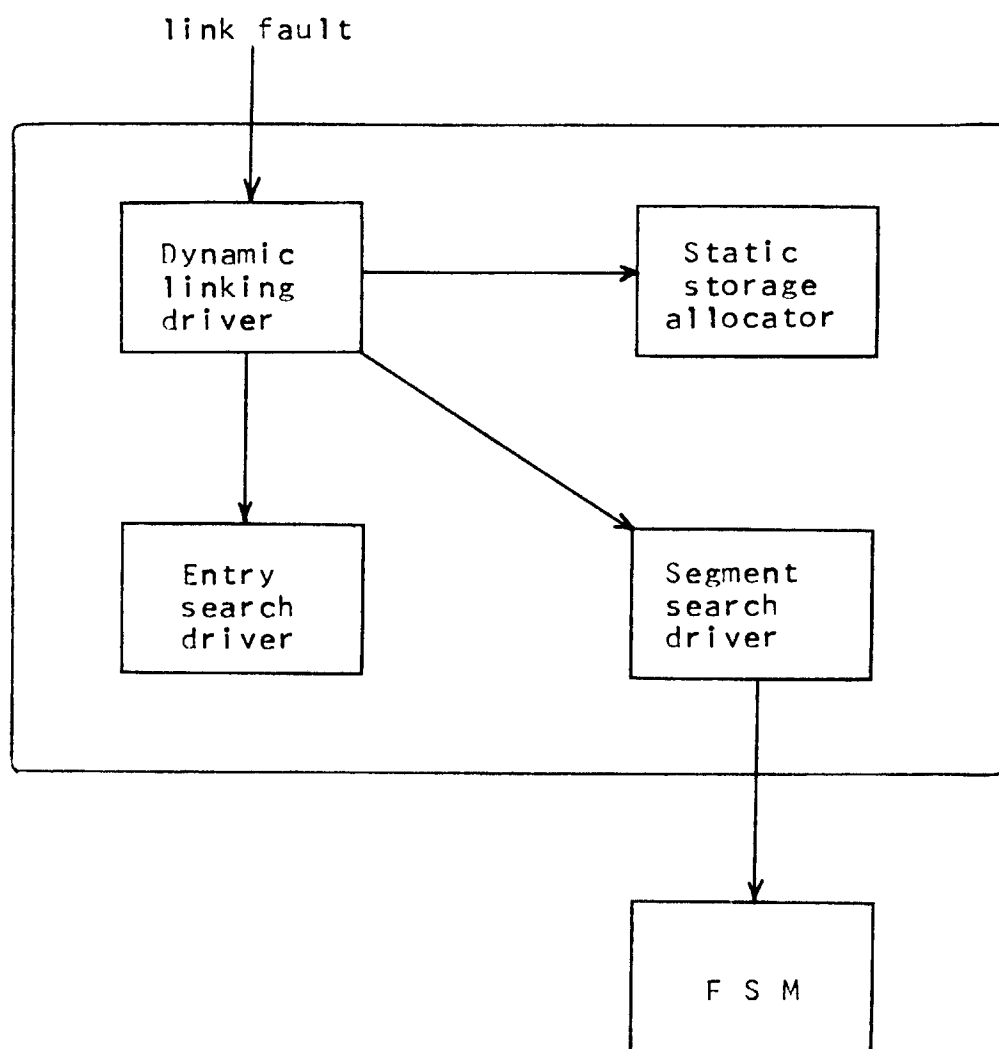 link fault
Dynamic
linking
driver
Static
storage
allocator
Entry
search
driver
Segment
search
driver
F S M